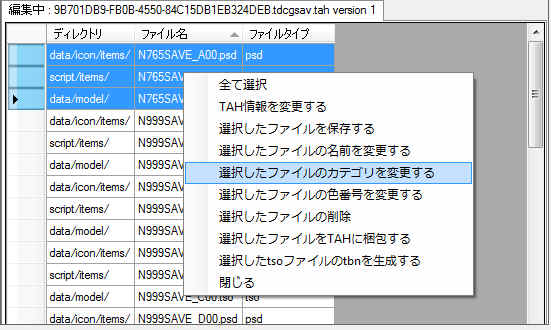 編集中 : 9B701DB9-FB0B-4550-84C15DB1EB324DEB.tdcgsav.tah version 1
ディレクトリ ファイル名 ファイルタイプ
data/icon/items/ N765SAVE_A00.psd psd
script/items/ N765SAV
data/model/ N765SAV
data/icon/items/ N999SAV
script/items/ N999SAV
data/model/ N999SAV
data/icon/items/ N999SAV
script/items/ N999SAV
data/model/ N999SAV
data/icon/items/ N999SAV
script/items/ N999SAV
data/model/ N999SAVE_C00.tso tso
data/icon/items/ N999SAVE_D00.psd psd
全て選択
TAH情報を変更する
選択したファイルを保存する
選択したファイルの名前を変更する
選択したファイルのカテゴリを変更する
選択したファイルの色番号を変更する
選択したファイルの削除
選択したファイルをTAHに梱包する
選択したtsoファイルのtbnを生成する
閉じる